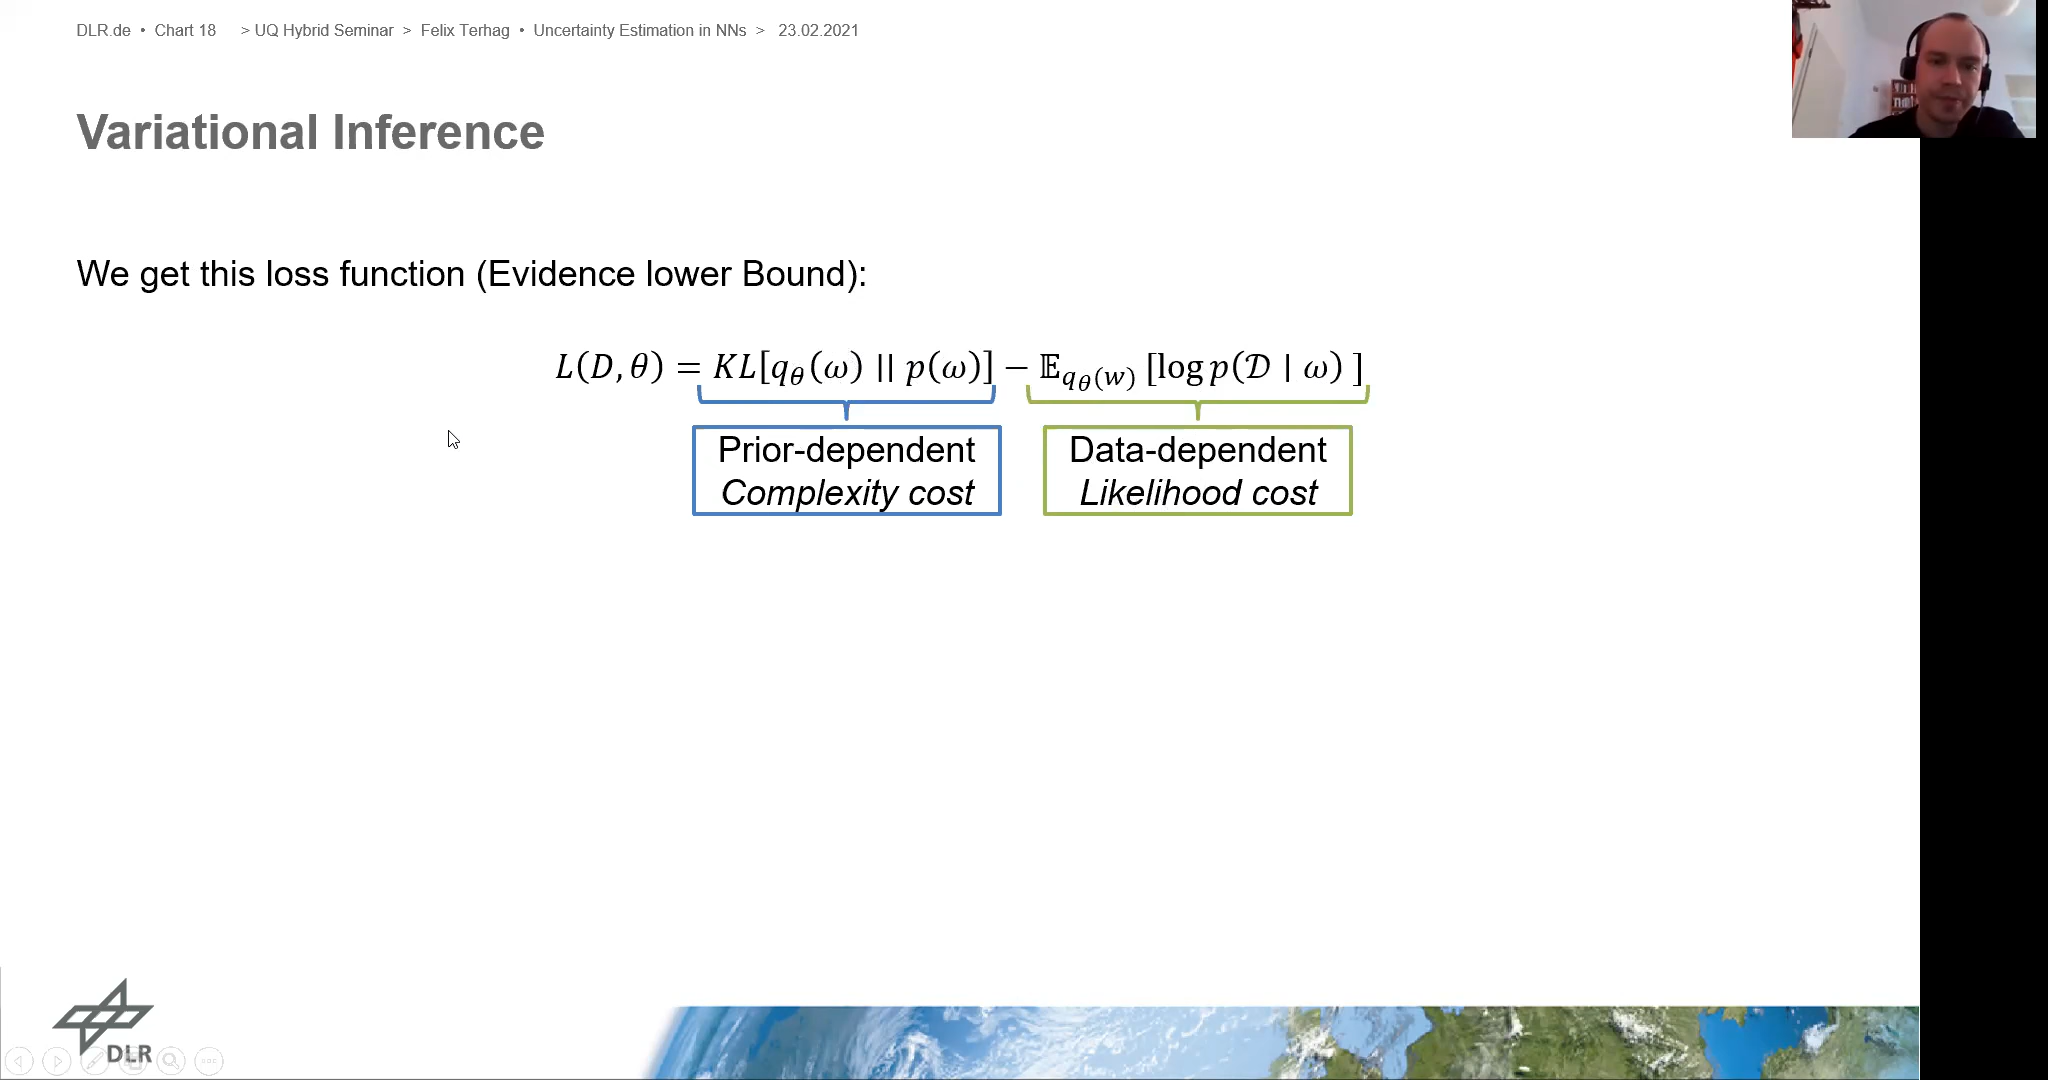 DLR.de • Chart 18 > UQ Hybrid Seminar > Felix Terhag • Uncertainty Estimation in NNs > 23.02.2021
Variational Inference
We get this loss function (Evidence lower Bound):
L(D, θ) = KL[q_θ(ω) || p(ω)] − 𝔼_{q_θ(w)} [log p(𝒟 | ω) ]
Prior-dependent
Complexity cost
Data-dependent
Likelihood cost
DLR